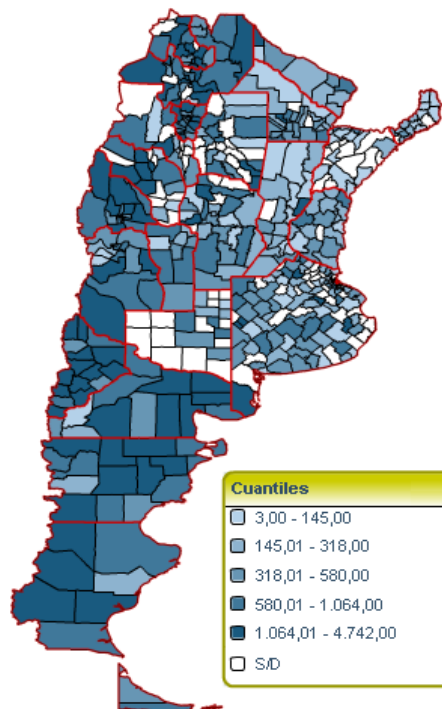 Cuantiles
3,00 - 145,00
145,01 - 318,00
318,01 - 580,00
580,01 - 1.064,00
1.064,01 - 4.742,00
S/D